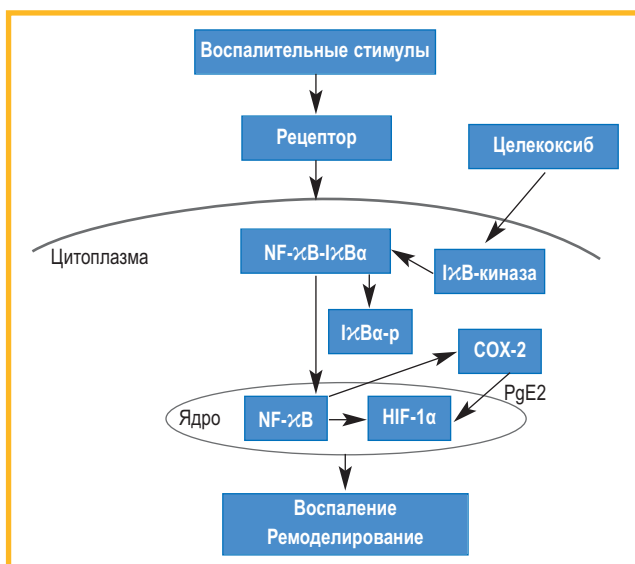 Воспалительные стимулы
Рецептор
Целекоксиб
Цитоплазма
NF-ϰB-IϰBα
IϰB-киназа
IϰBα-p
COX-2
PgE2
Ядро
NF-ϰB
HIF-1α
Воспаление
Ремоделирование